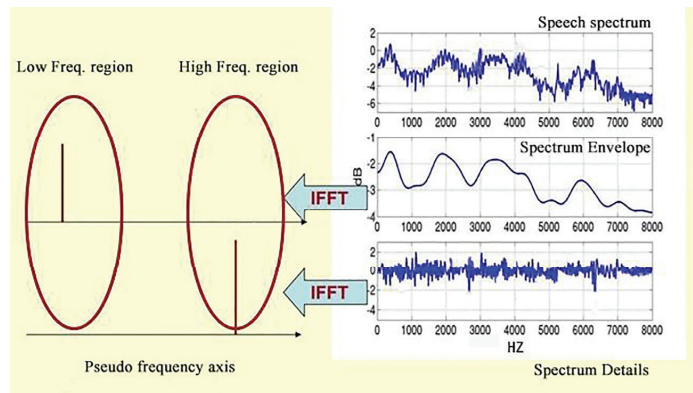 Low Freq. region
High Freq. region
Pseudo frequency axis
IFFT
IFFT
Speech spectrum
2
0
-2
-4
-6
0 1000 2000 3000 4000 5000 6000 7000 8000
Spectrum Envelope
dB
-1
-2
-3
-4
0 1000 2000 3000 4000 5000 6000 7000 8000
2
0
-2
-4
0 1000 2000 3000 4000 5000 6000 7000 8000
HZ
Spectrum Details